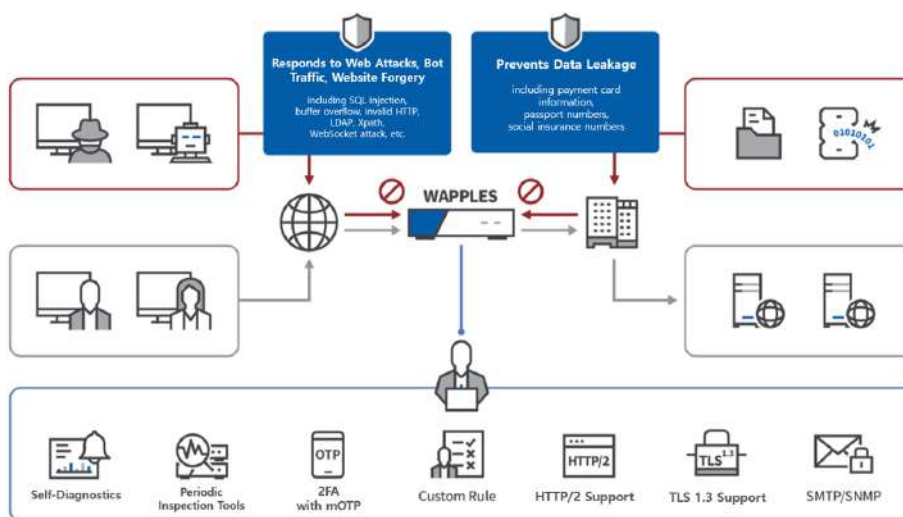 Responds to Web Attacks, Bot
Traffic, Website Forgery
including SQL Injection,
buffer overflow, invalid HTTP,
LDAP, Xpath,
WebSocket attack, etc.
Prevents Data Leakage
including payment card
information,
passport numbers,
social insurance numbers
01010101
WAPPLES
OTP
HTTP/2
TLS 1.3
Self-Diagnostics
Periodic
Inspection Tools
2FA
with mOTP
Custom Rule
HTTP/2 Support
TLS 1.3 Support
SMTP/SNMP